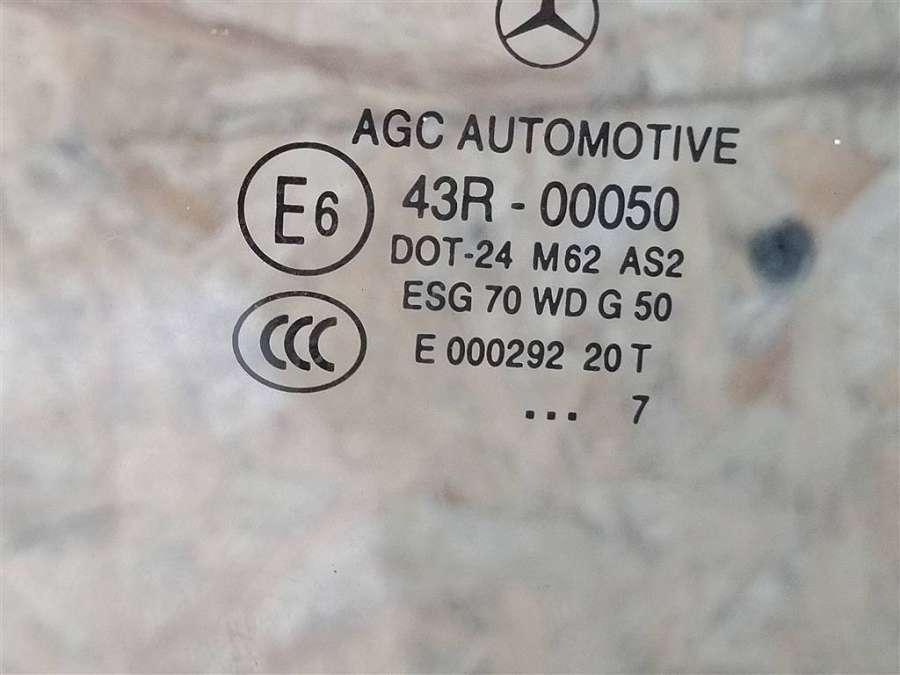 AGC AUTOMOTIVE
E6 43R - 00050
DOT-24 M62 AS2
ESG 70 WD G 50
CCC
E 000292 20 T
... 7